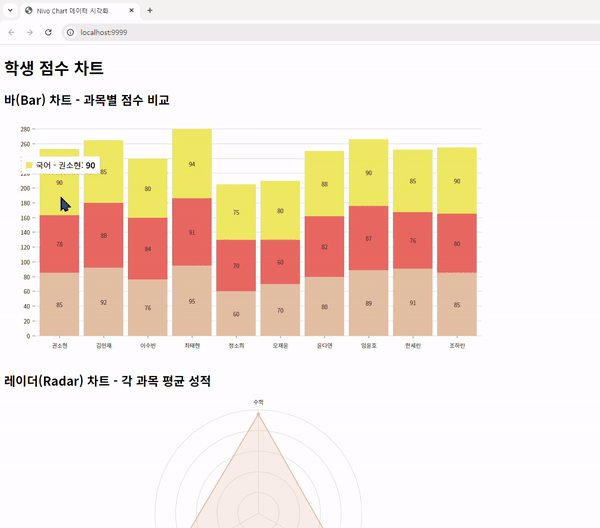 Nivo Chart 데이터 시각화
localhost:9999
학생 점수 차트
바(Bar) 차트 - 과목별 점수 비교
280
260
국어 - 권소현: 90
220
200
180
160
140
120
100
80
60
40
20
0
90 85 80 94 75 80 88 90 85 90
78 88 84 91 70 60 82 87 76 80
85 92 76 95 60 70 80 89 91 85
권소현 김민재 이수빈 최태현 정소희 오재윤 윤다연 임윤호 한세린 조하린
레이더(Radar) 차트 - 각 과목 평균 성적
수학